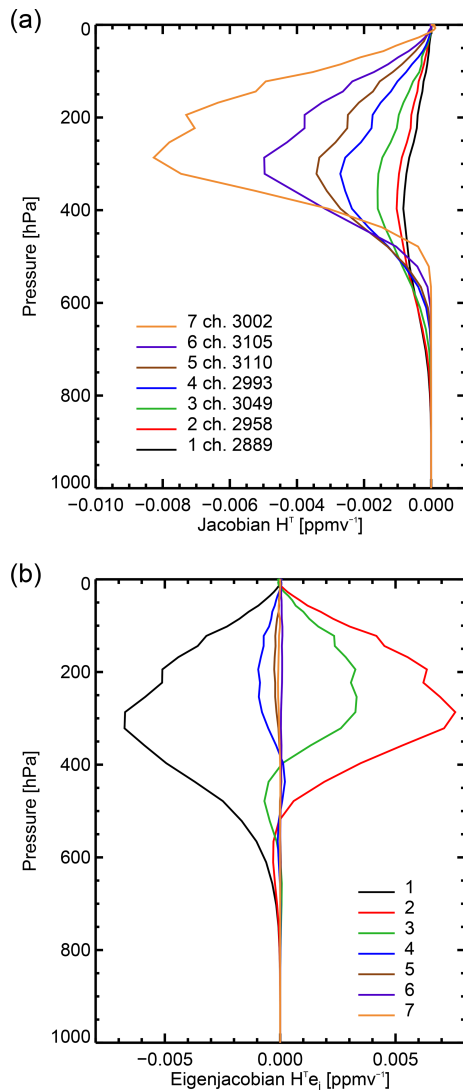 (a)
0
200
400
600
800
1000
Pressure [hPa]
7 ch. 3002
6 ch. 3105
5 ch. 3110
4 ch. 2993
3 ch. 3049
2 ch. 2958
1 ch. 2889
−0.010 −0.008 −0.006 −0.004 −0.002 0.000
Jacobian Hᵀ [ppmv⁻¹]
(b)
0
200
400
600
800
1000
Pressure [hPa]
1
2
3
4
5
6
7
−0.005 0.000 0.005
Eigenjacobian Hᵀeᵢ [ppmv⁻¹]